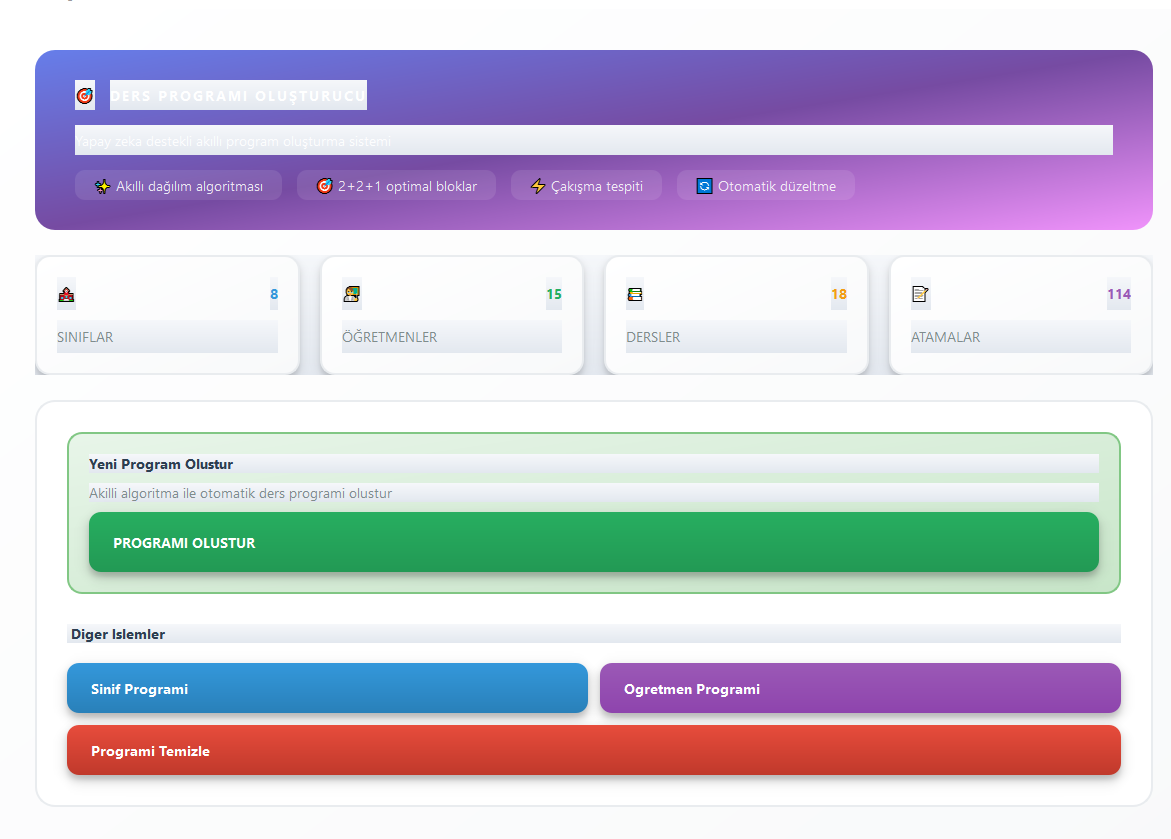 DERS PROGRAMI OLUŞTURUCU
Yapay zeka destekli akıllı program oluşturma sistemi
Akıllı dağılım algoritması
2+2+1 optimal bloklar
Çakışma tespiti
Otomatik düzeltme
8
SINIFLAR
15
ÖĞRETMENLER
18
DERSLER
114
ATAMALAR
Yeni Program Olustur
Akilli algoritma ile otomatik ders programi olustur
PROGRAMI OLUSTUR
Diger Islemler
Sinif Programi
Ogretmen Programi
Programi Temizle